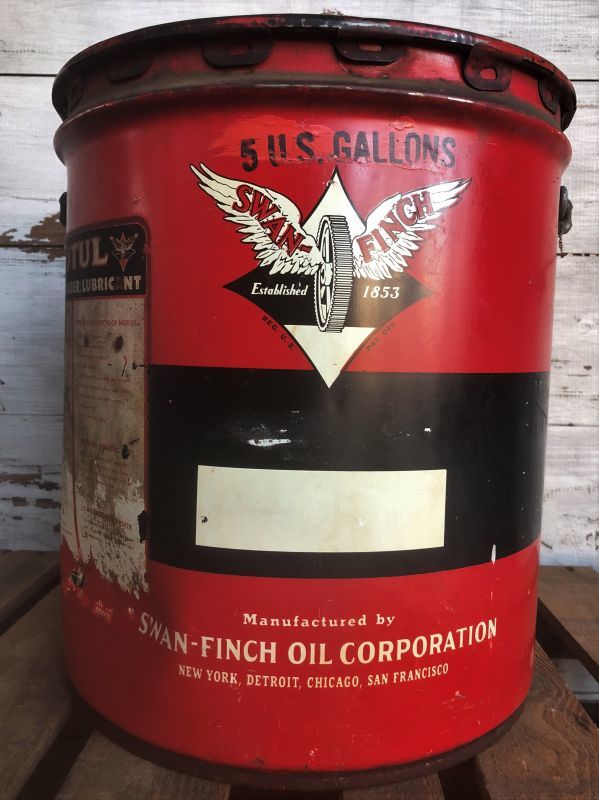 5 U.S. GALLONS
SWAN-FINCH
Established 1853
REG. U.S. PAT. OFF.
TUL
LUBRICANT
Manufactured by
SWAN-FINCH OIL CORPORATION
NEW YORK, DETROIT, CHICAGO, SAN FRANCISCO